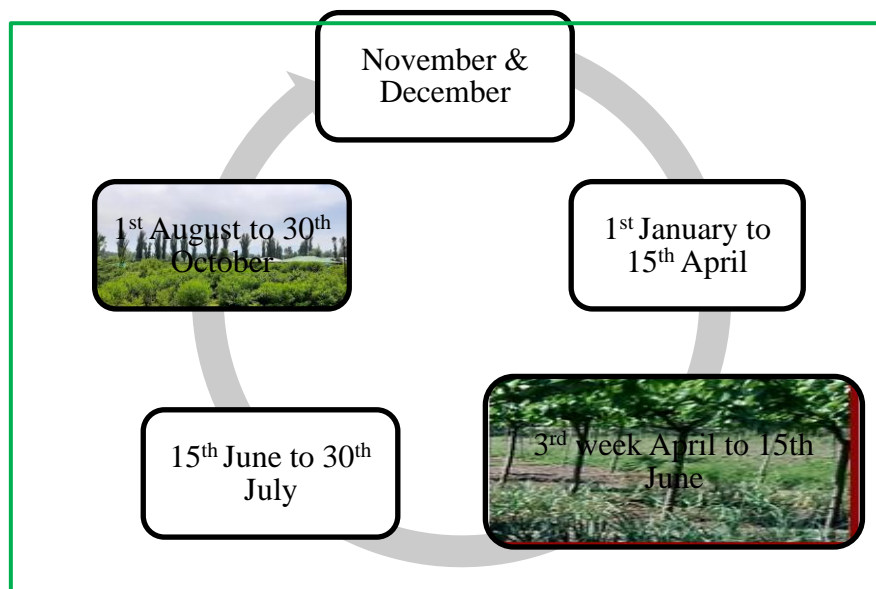 November &
December
1st January to
15th April
3rd week April to 15th
June
15th June to 30th
July
1st August to 30th
October